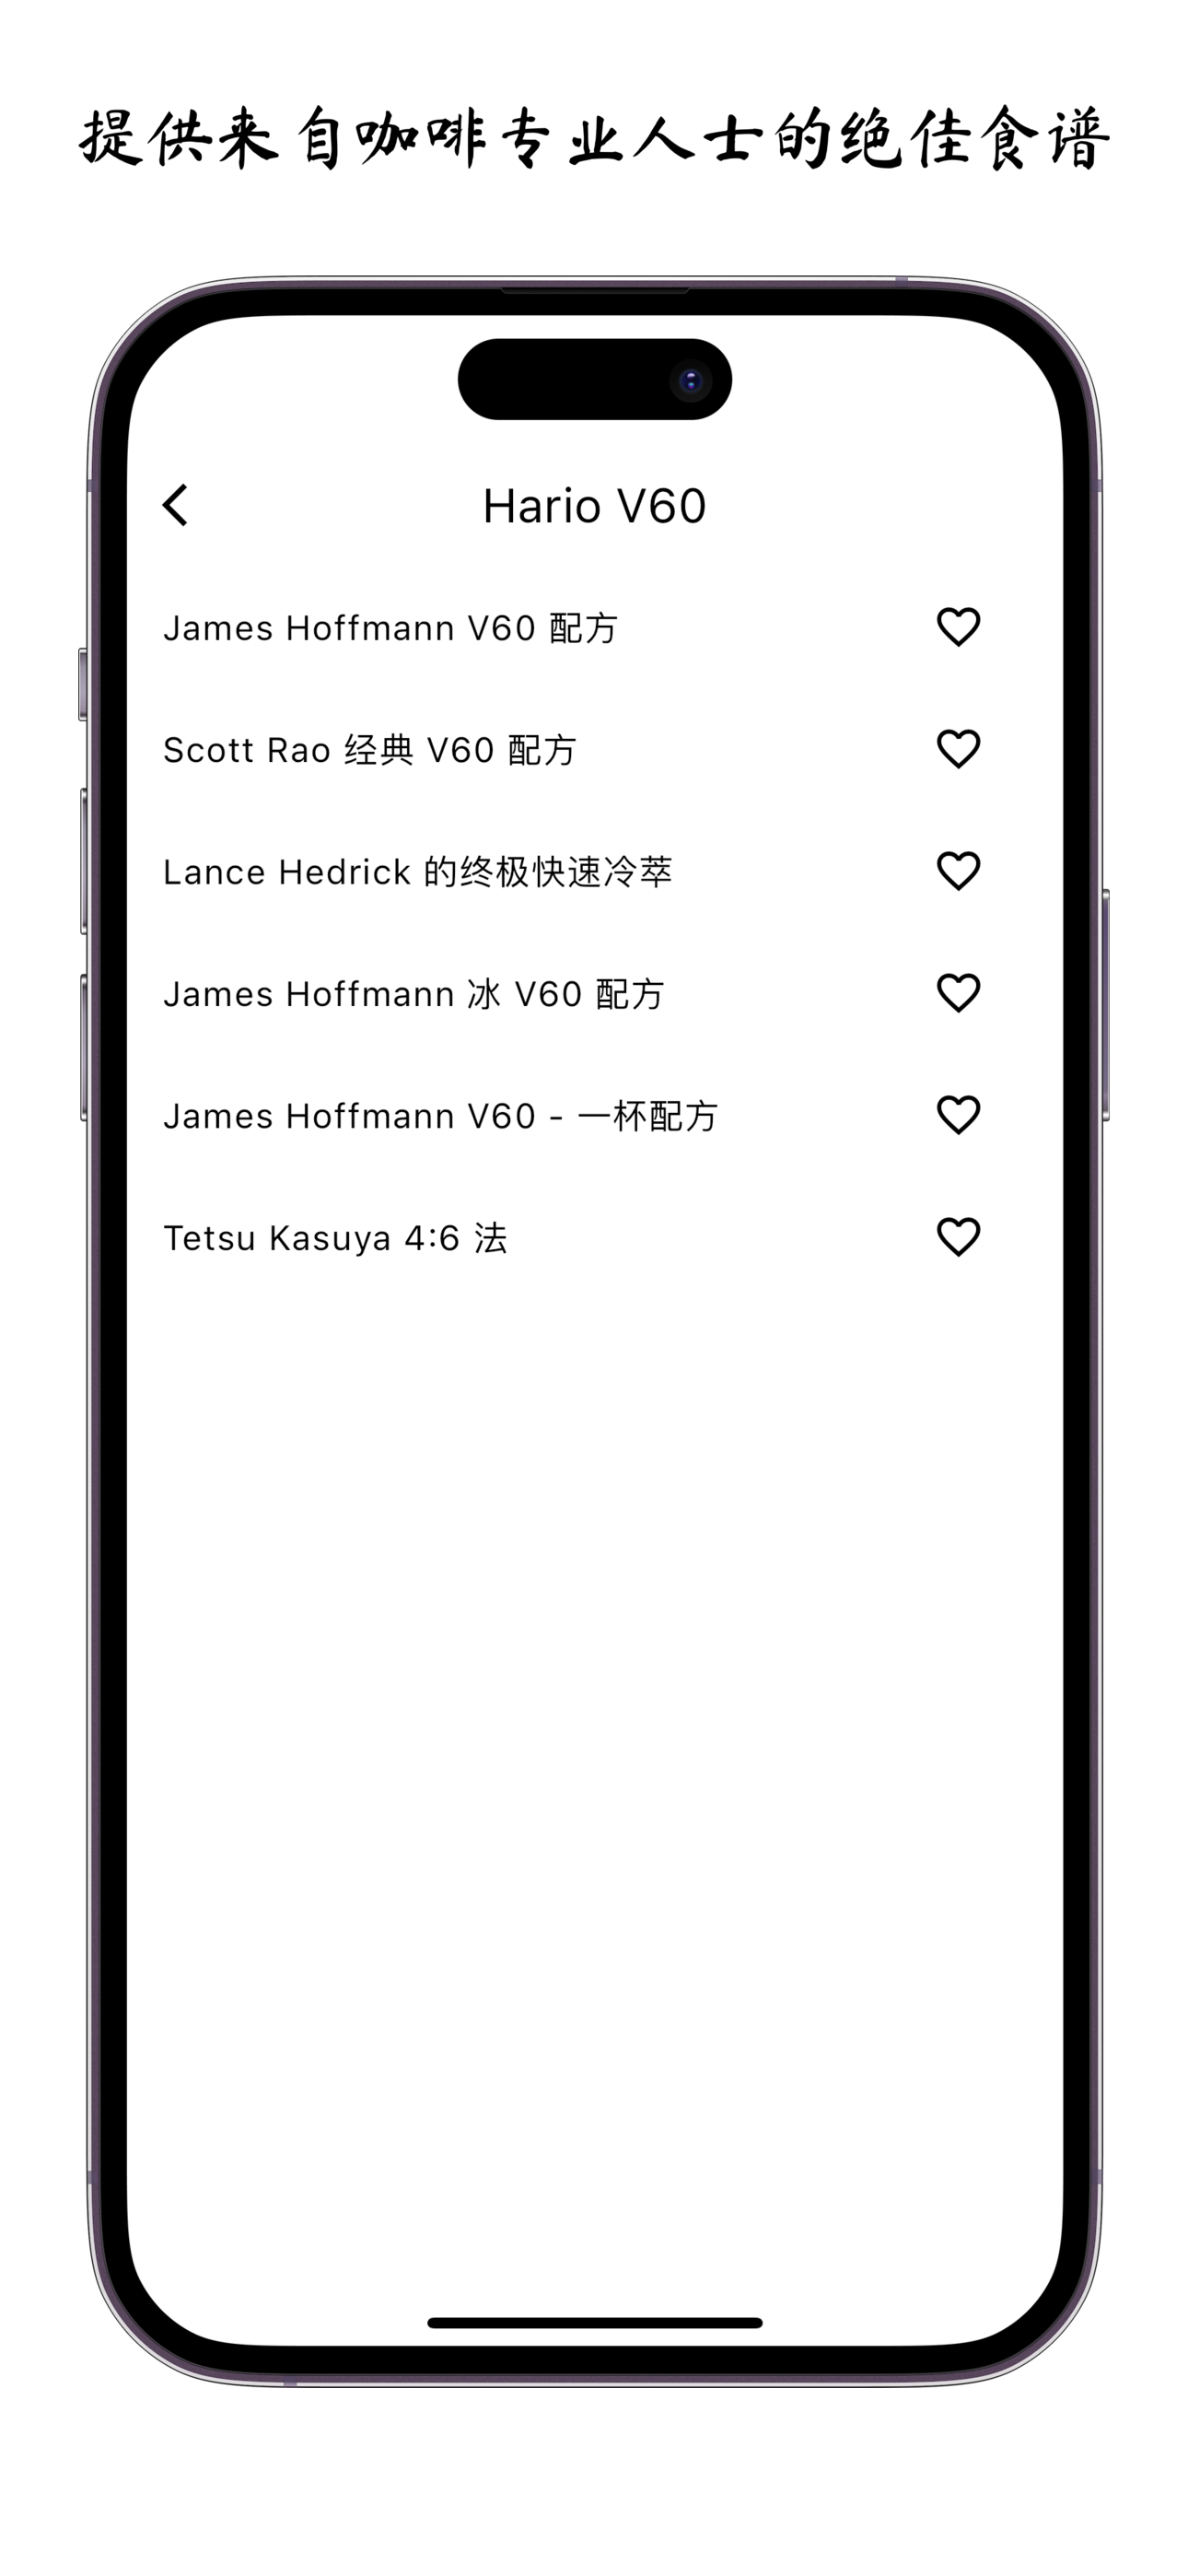 提供来自咖啡专业人士的绝佳食谱
Hario V60
James Hoffmann V60 配方
Scott Rao 经典 V60 配方
Lance Hedrick 的终极快速冷萃
James Hoffmann 冰 V60 配方
James Hoffmann V60 - 一杯配方
Tetsu Kasuya 4:6 法